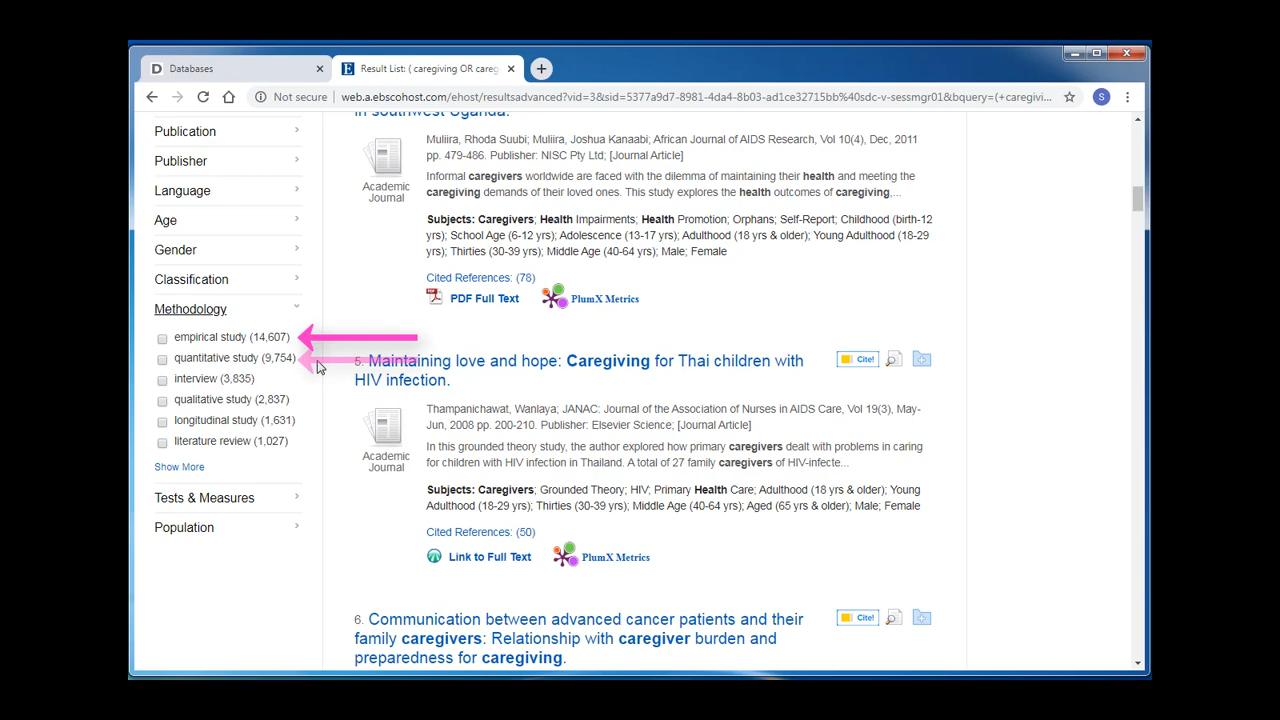 Databases
Result List: ( caregiving OR careg
Not secure
web.a.ebscohost.com/ehost/resultsadvanced?vid=3&sid=5377a9d7-8981-4da4-8b03-ad1ce32715bb%40sdc-v-sessmgr01&bquery=(+caregivi...
S
Publication
Publisher
Language
Age
Gender
Classification
Methodology
empirical study (14,607)
quantitative study (9,754)
interview (3,835)
qualitative study (2,837)
longitudinal study (1,631)
literature review (1,027)
Show More
Tests & Measures
Population
in southwest Uganda.
Academic
Journal
Muliira, Rhoda Suubi; Muliira, Joshua Kanaabi; African Journal of AIDS Research, Vol 10(4), Dec, 2011
pp. 479-486. Publisher: NISC Pty Ltd; [Journal Article]
Informal caregivers worldwide are faced with the dilemma of maintaining their health and meeting the
caregiving demands of their loved ones. This study explores the health outcomes of caregiving,...
Subjects: Caregivers; Health Impairments; Health Promotion; Orphans; Self-Report; Childhood (birth-12
yrs); School Age (6-12 yrs); Adolescence (13-17 yrs); Adulthood (18 yrs & older); Young Adulthood (18-29
yrs); Thirties (30-39 yrs); Middle Age (40-64 yrs); Male; Female
Cited References: (78)
PDF Full Text
PlumX Metrics
5. Maintaining love and hope: Caregiving for Thai children with
HIV infection.
Cite!
Academic
Journal
Thampanichawat, Wanlaya; JANAC: Journal of the Association of Nurses in AIDS Care, Vol 19(3), May-
Jun, 2008 pp. 200-210. Publisher: Elsevier Science; [Journal Article]
In this grounded theory study, the author explored how primary caregivers dealt with problems in caring
for children with HIV infection in Thailand. A total of 27 family caregivers of HIV-infecte...
Subjects: Caregivers; Grounded Theory; HIV; Primary Health Care; Adulthood (18 yrs & older); Young
Adulthood (18-29 yrs); Thirties (30-39 yrs); Middle Age (40-64 yrs); Aged (65 yrs & older); Male; Female
Cited References: (50)
Link to Full Text
PlumX Metrics
6. Communication between advanced cancer patients and their
family caregivers: Relationship with caregiver burden and
preparedness for caregiving.
Cite!